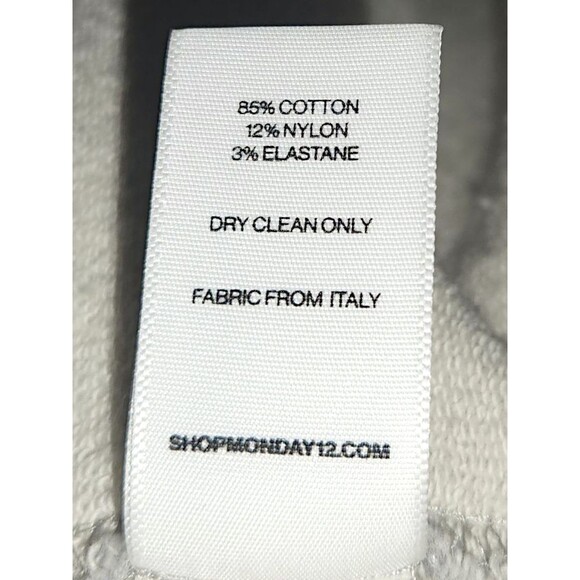 85% COTTON
12% NYLON
3% ELASTANE
DRY CLEAN ONLY
FABRIC FROM ITALY
SHOPMONDAY12.COM